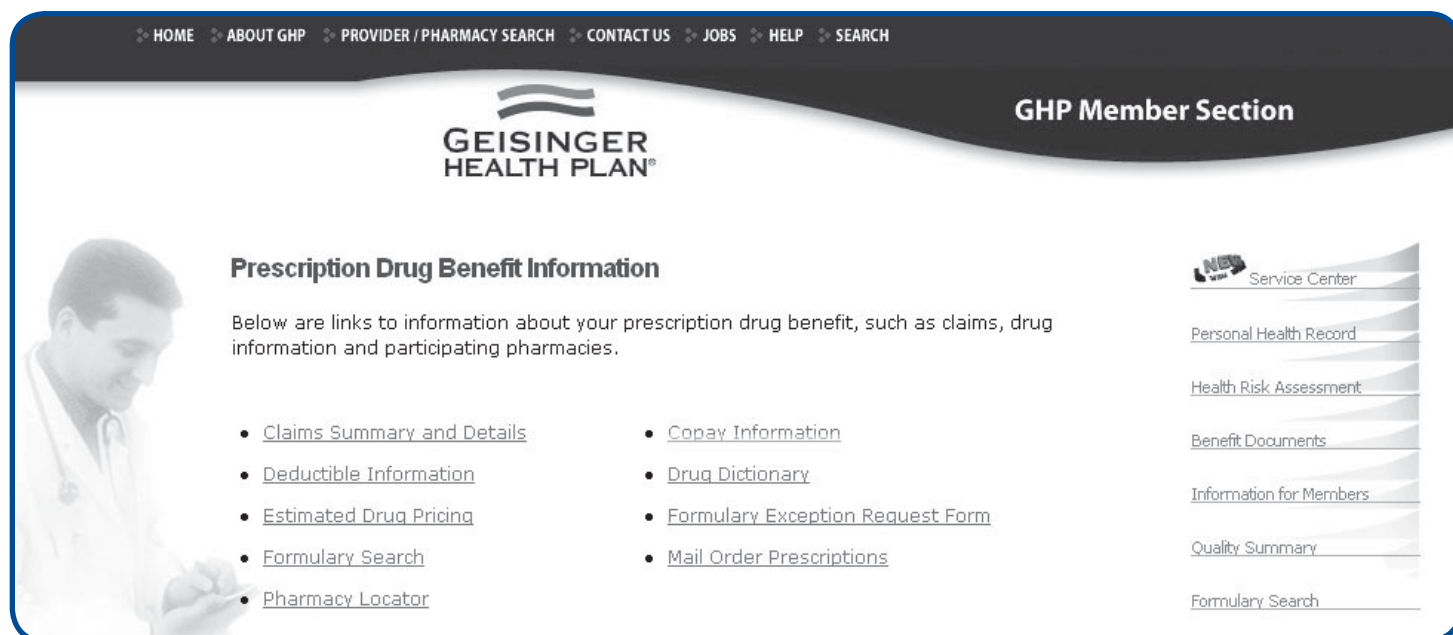 HOME ABOUT GHP PROVIDER / PHARMACY SEARCH CONTACT US JOBS HELP SEARCH
GHP Member Section
GEISINGER
HEALTH PLAN®
Prescription Drug Benefit Information
Below are links to information about your prescription drug benefit, such as claims, drug
information and participating pharmacies.
• Claims Summary and Details
• Deductible Information
• Estimated Drug Pricing
• Formulary Search
• Pharmacy Locator
• Copay Information
• Drug Dictionary
• Formulary Exception Request Form
• Mail Order Prescriptions
NEW
Service Center
Personal Health Record
Health Risk Assessment
Benefit Documents
Information for Members
Quality Summary
Formulary Search